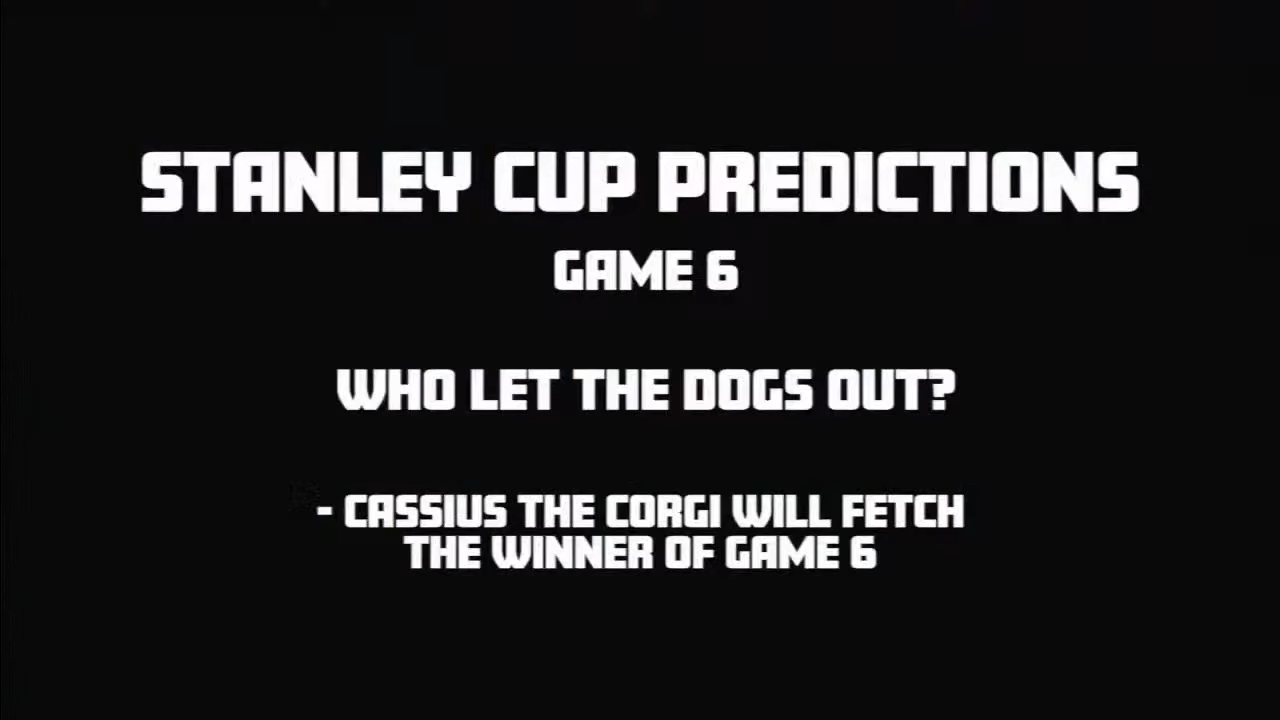 STANLEY CUP PREDICTIONS
GAME 6
WHO LET THE DOGS OUT?
- CASSIUS THE CORGI WILL FETCH
THE WINNER OF GAME 6